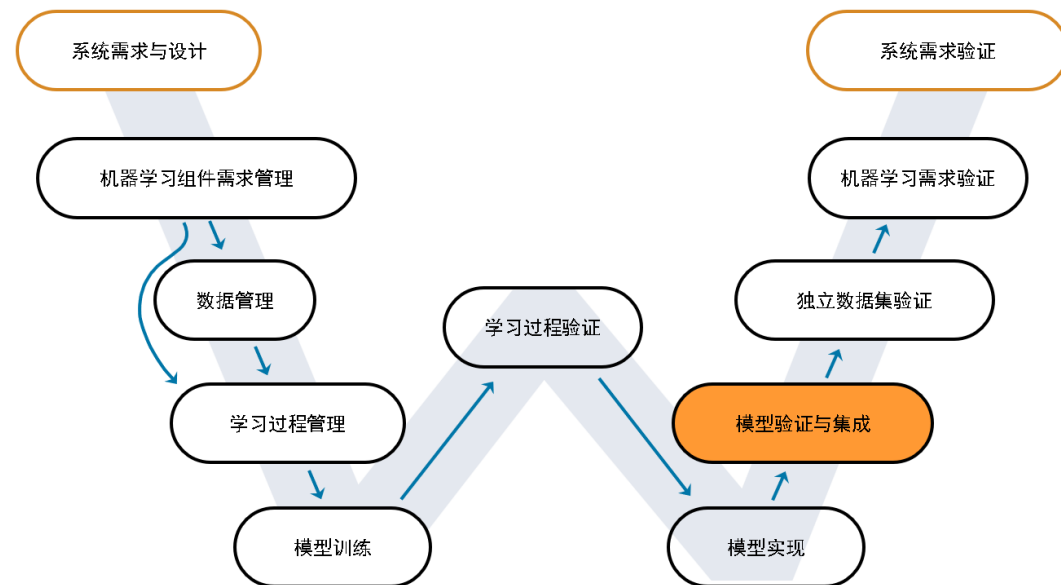 系统需求与设计
系统需求验证
机器学习组件需求管理
机器学习需求验证
数据管理
独立数据集验证
学习过程验证
学习过程管理
模型验证与集成
模型训练
模型实现